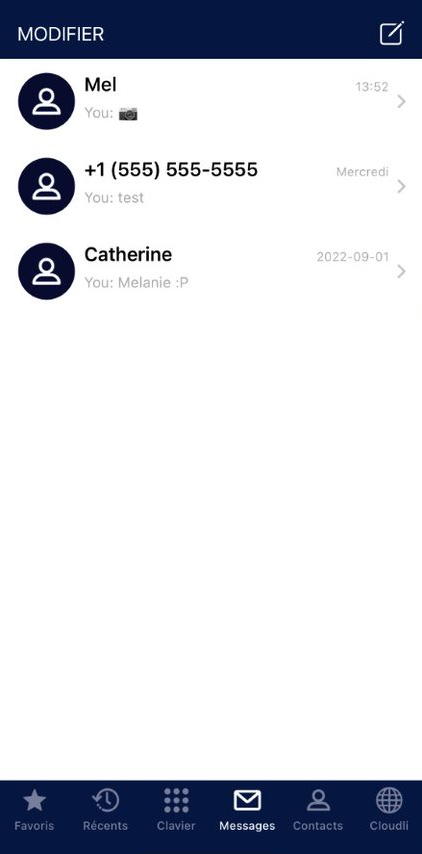 MODIFIER
Mel
13:52
You: 📷
+1 (555) 555-5555
Mercredi
You: test
Catherine
2022-09-01
You: Melanie :P
Favoris
Récents
Clavier
Messages
Contacts
Cloudli